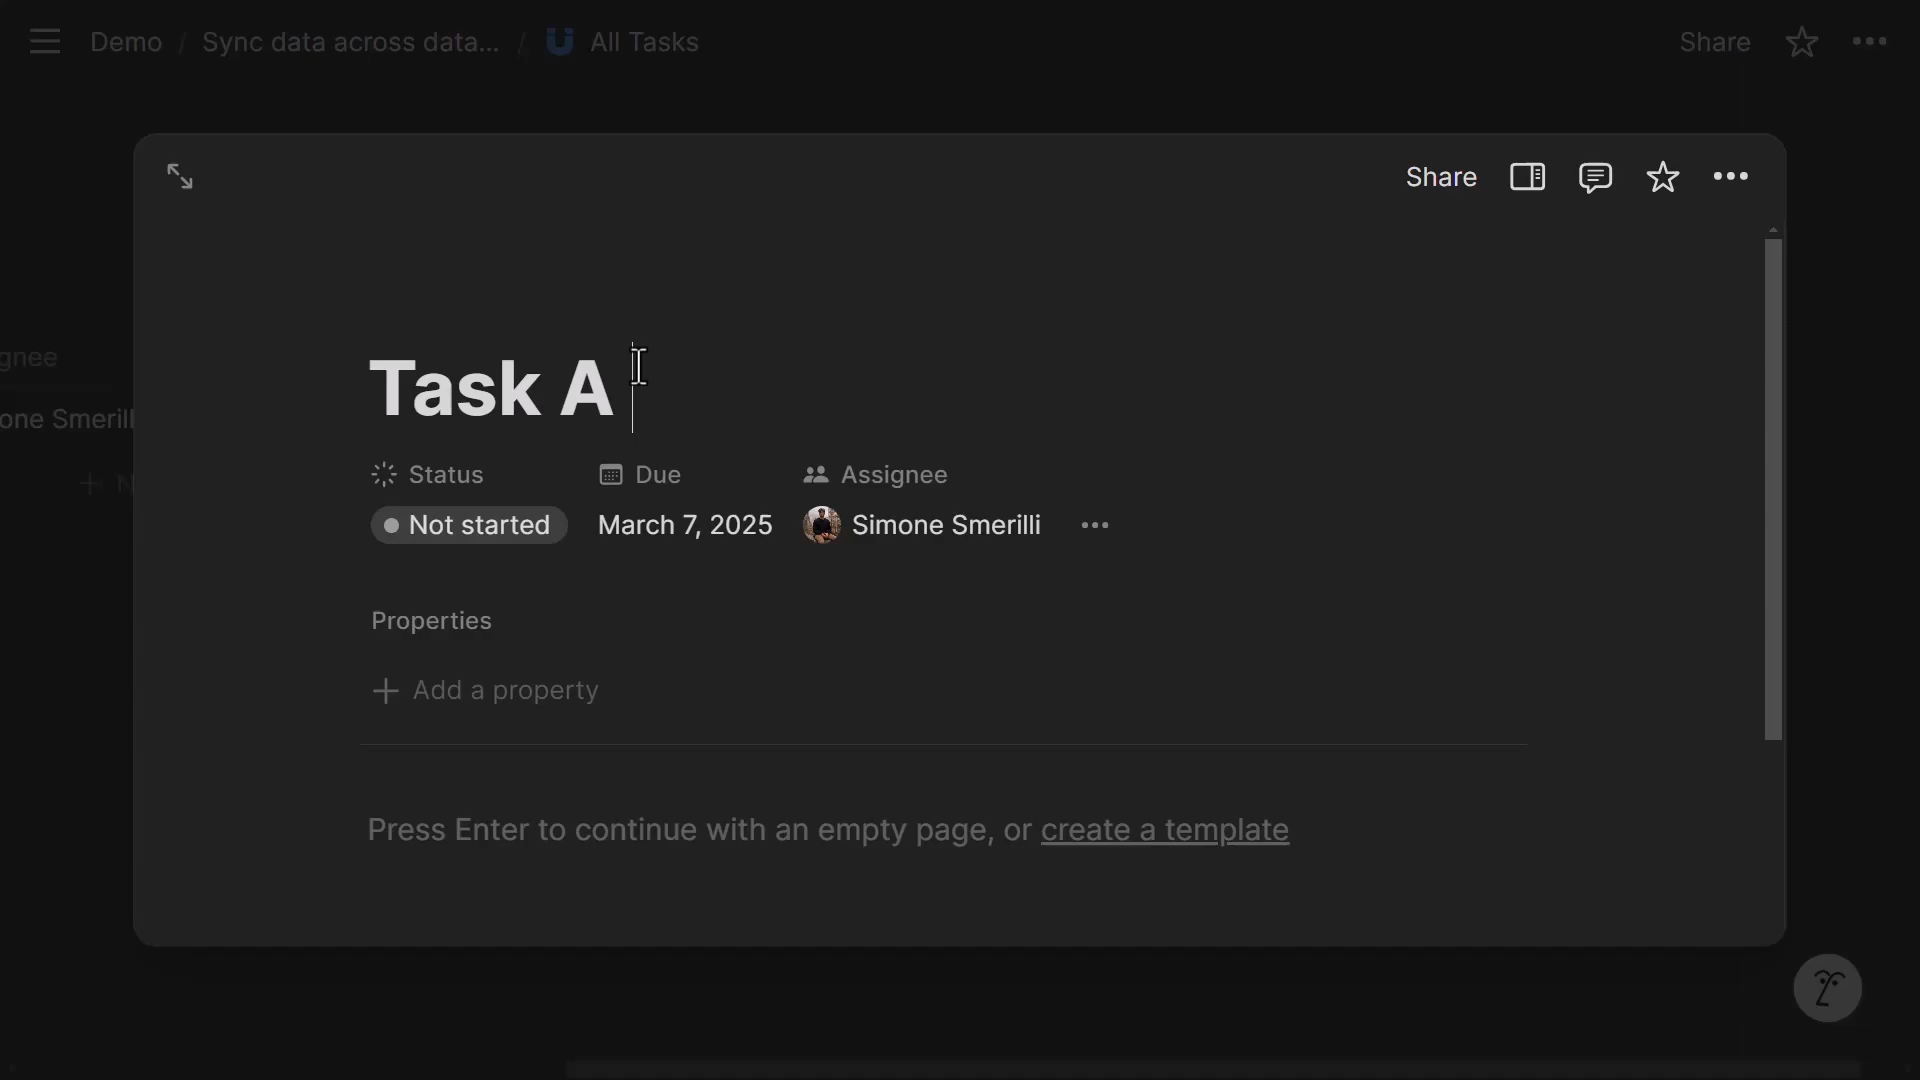 Demo / Sync data across data... / All Tasks
Share
Share
gnee
Task A
one Smerill
Status
Due
Assignee
N
Not started
March 7, 2025
Simone Smerilli
Properties
Add a property
Press Enter to continue with an empty page, or create a template